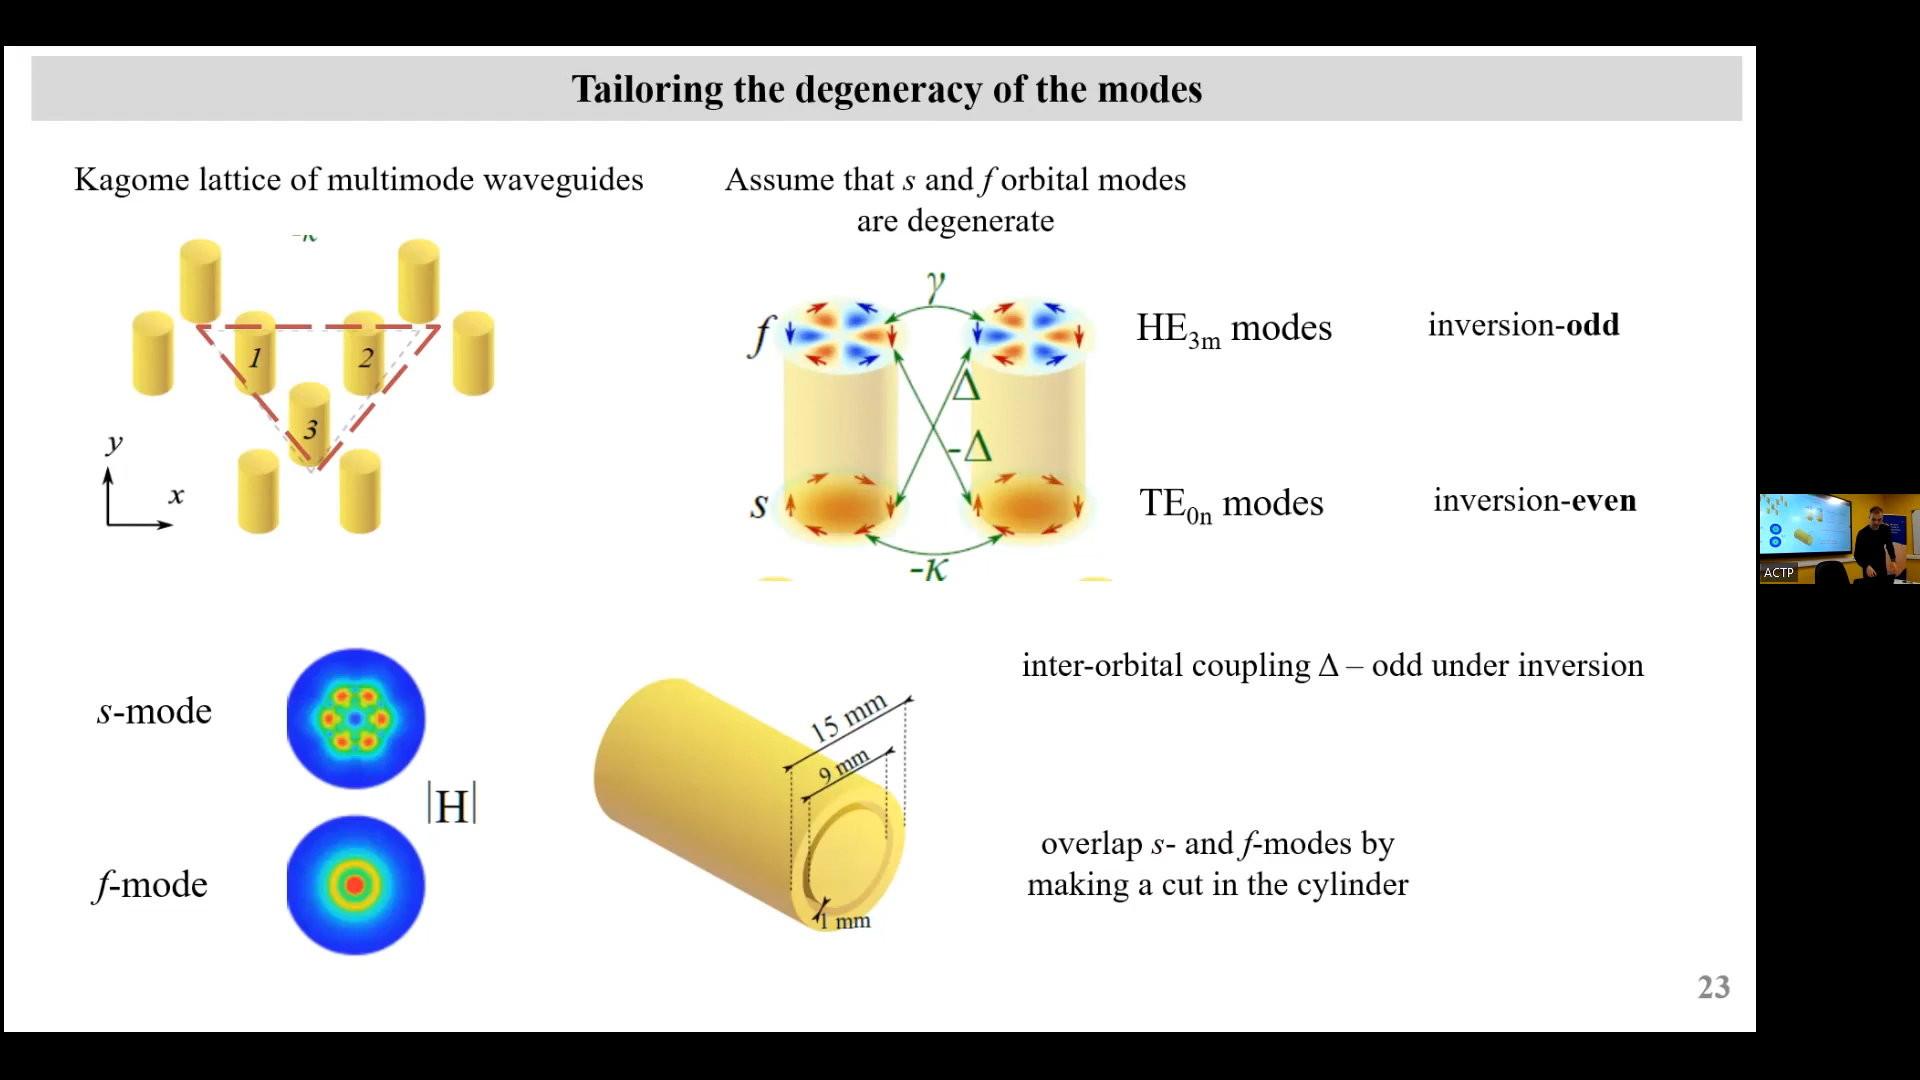 Tailoring the degeneracy of the modes
Kagome lattice of multimode waveguides
Assume that s and f orbital modes
are degenerate
-κ
1
2
3
y
x
γ
f
Δ
-Δ
s
-κ
HE3m modes
inversion-odd
TE0n modes
inversion-even
s-mode
|H|
f-mode
15 mm
9 mm
1 mm
inter-orbital coupling Δ – odd under inversion
overlap s- and f-modes by
making a cut in the cylinder
23
ACTP